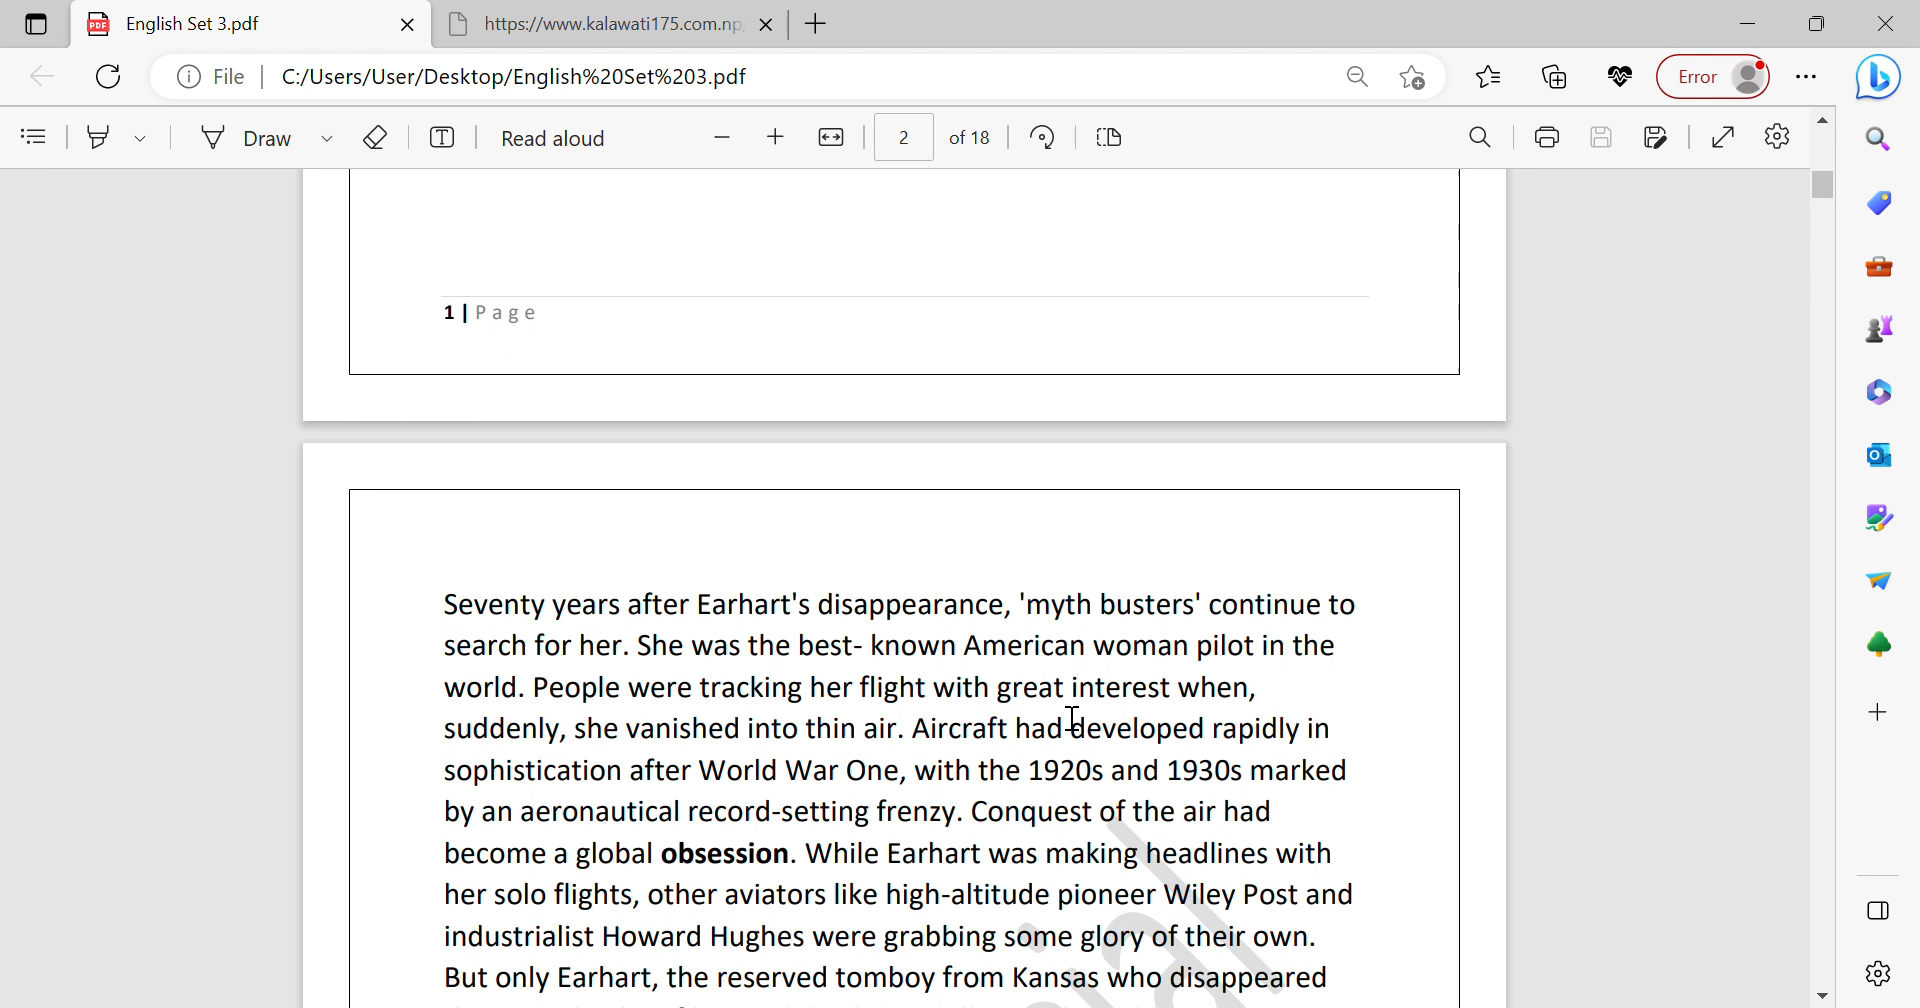 English Set 3.pdf
https://www.kalawati175.com.np/
File
C:/Users/User/Desktop/English%20Set%203.pdf
Error
Draw
Read aloud
2
of 18
1 | Page
Seventy years after Earhart's disappearance, 'myth busters' continue to
search for her. She was the best- known American woman pilot in the
world. People were tracking her flight with great interest when,
suddenly, she vanished into thin air. Aircraft had developed rapidly in
sophistication after World War One, with the 1920s and 1930s marked
by an aeronautical record-setting frenzy. Conquest of the air had
become a global obsession. While Earhart was making headlines with
her solo flights, other aviators like high-altitude pioneer Wiley Post and
industrialist Howard Hughes were grabbing some glory of their own.
But only Earhart, the reserved tomboy from Kansas who disappeared